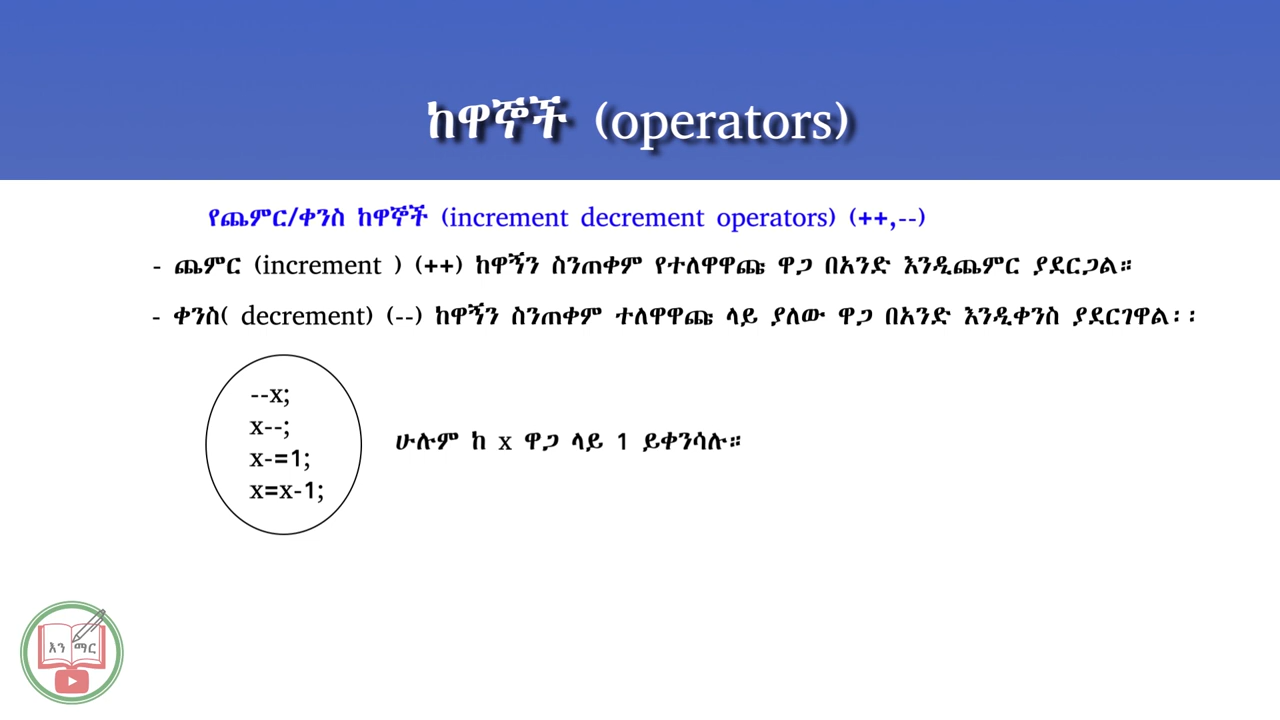 ከዋኞች (operators)
የጨምር/ቀንስ ከዋኞች (increment decrement operators) (++,--)
- ጨምር (increment ) (++) ከዋኝን ስንጠቀም የተለዋዋጩ ዋጋ በአንድ እንዲጨምር ያደርጋል።
- ቀንስ( decrement) (--) ከዋኝን ስንጠቀም ተለዋዋጩ ላይ ያለው ዋጋ በአንድ እንዲቀንስ ያደርገዋል፡፡
--x;
x--;
x-=1;
x=x-1;
ሁሉም ከ x ዋጋ ላይ 1 ይቀንሳሉ።
እን ማር